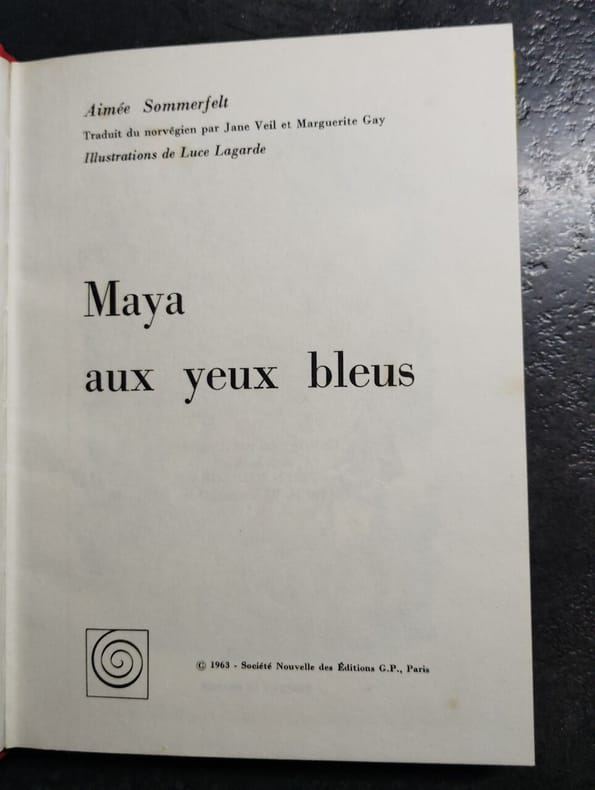 Aimée Sommerfelt
Traduit du norvégien par Jane Veil et Marguerite Gay
Illustrations de Luce Lagarde
Maya
aux yeux bleus
© 1963 - Société Nouvelle des Éditions G.P., Paris